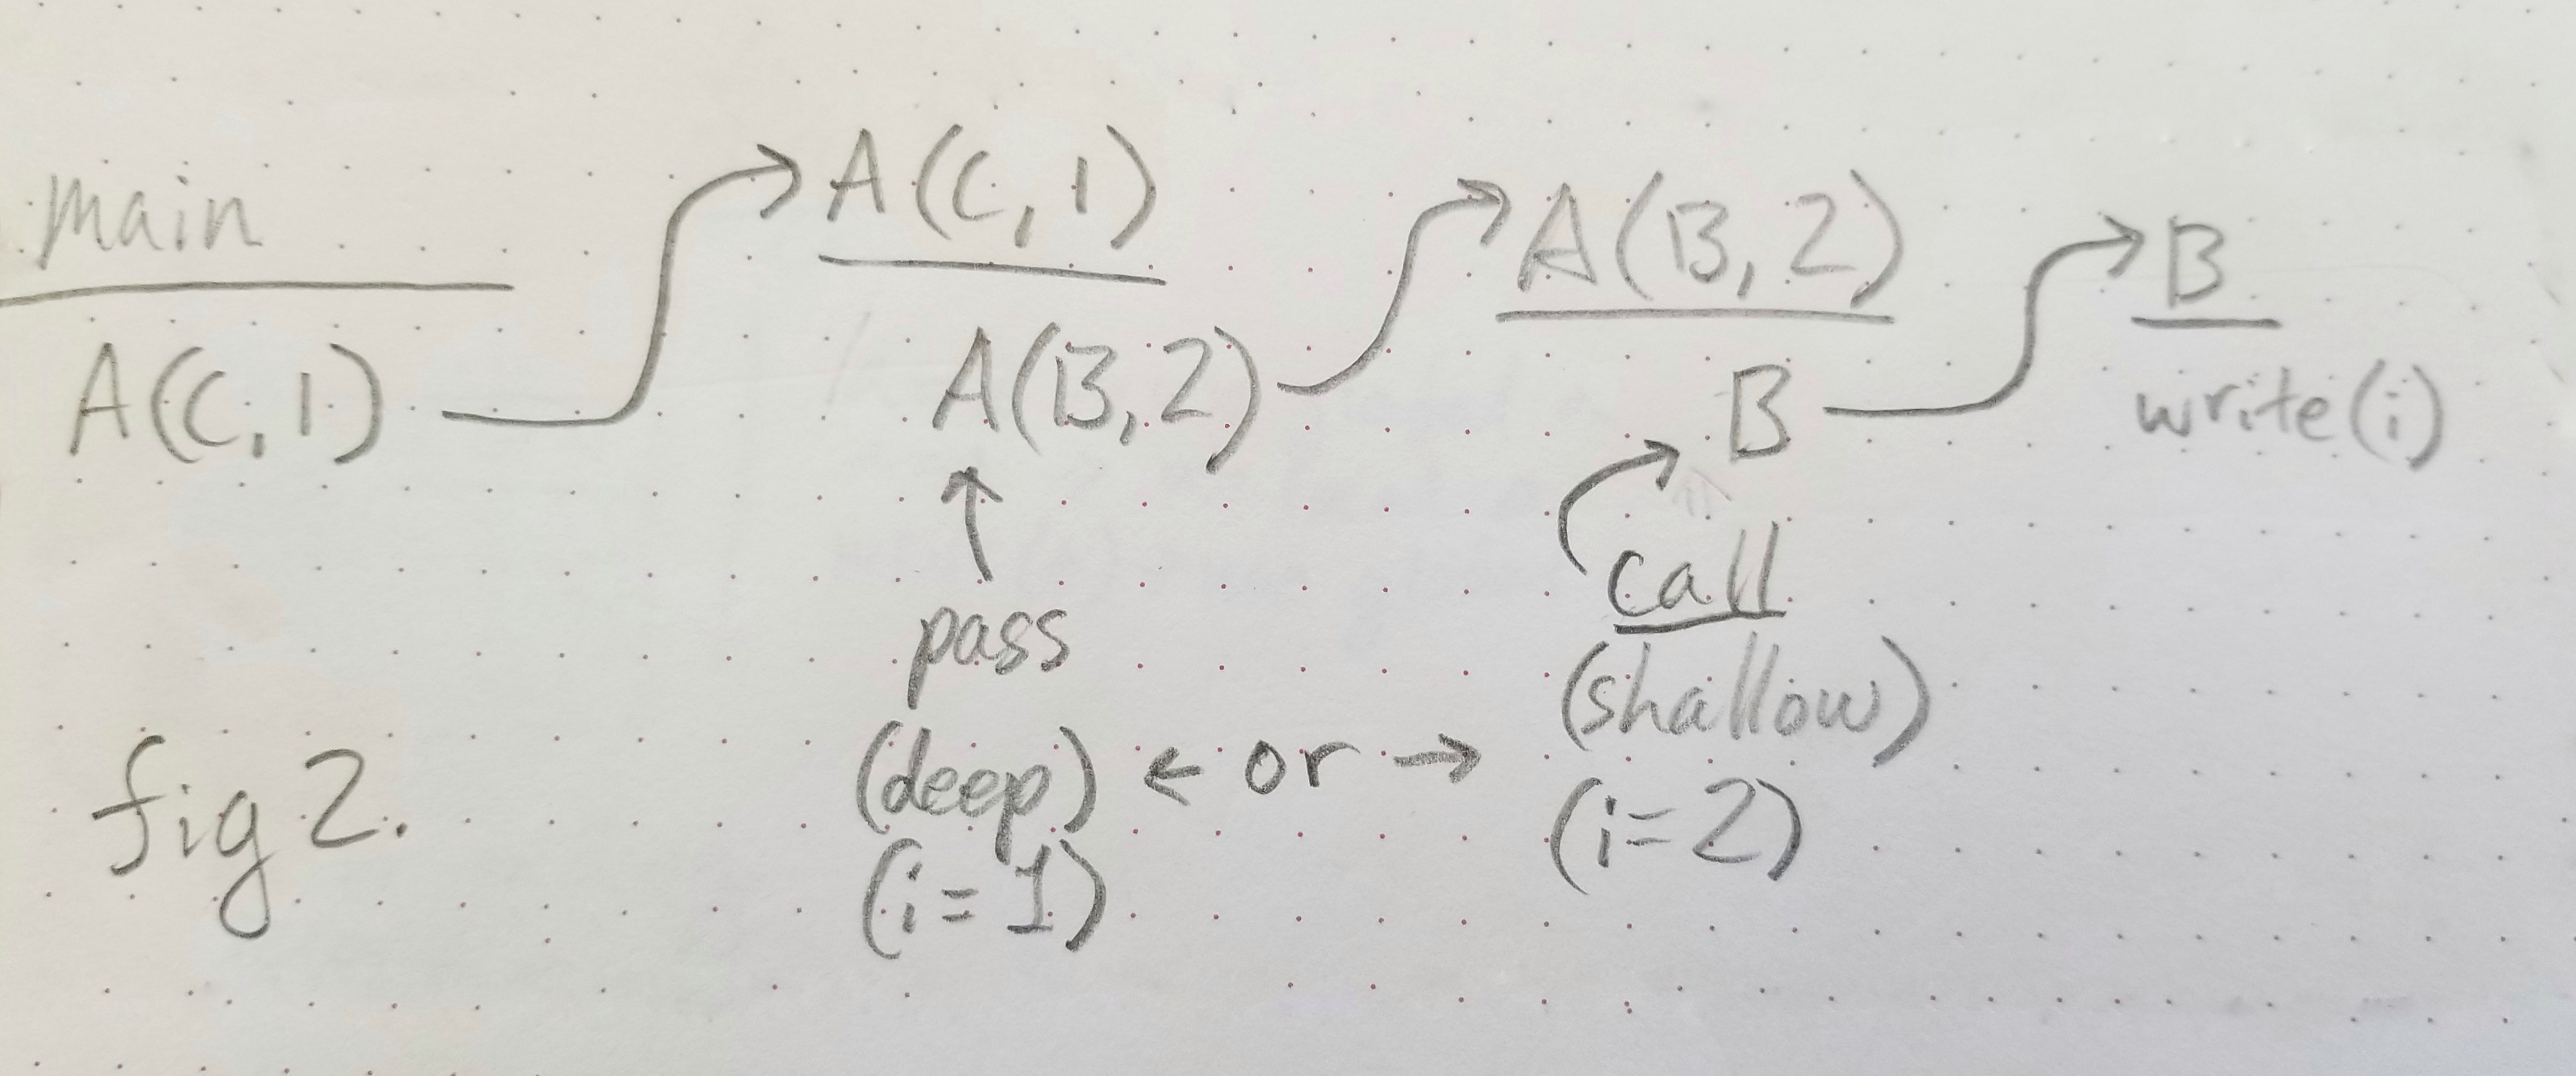 main
A(C, 1)
A(C, 1)
A(B, 2)
pass
(deep) ← or →
(i = 1)
A(B, 2)
B
call
(shallow)
(i=2)
B
write(i)
fig 2.